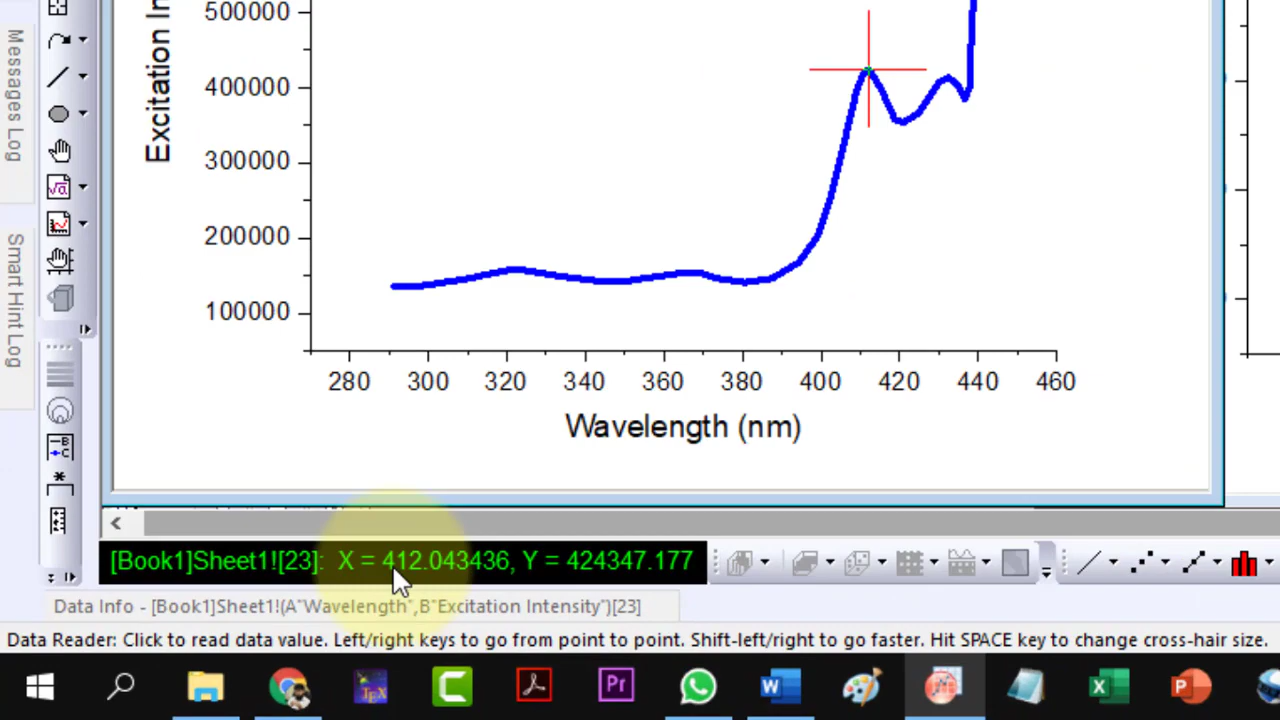 Messages Log
Smart Hint Log
Excitation In
500000
400000
300000
200000
100000
280 300 320 340 360 380 400 420 440 460
Wavelength (nm)
[Book1]Sheet1![23]: X = 412.043436, Y = 424347.177
Data Info - [Book1]Sheet1!(A"Wavelength",B"Excitation Intensity")[23]
Data Reader: Click to read data value. Left/right keys to go from point to point. Shift-left/right to go faster. Hit SPACE key to change cross-hair size.